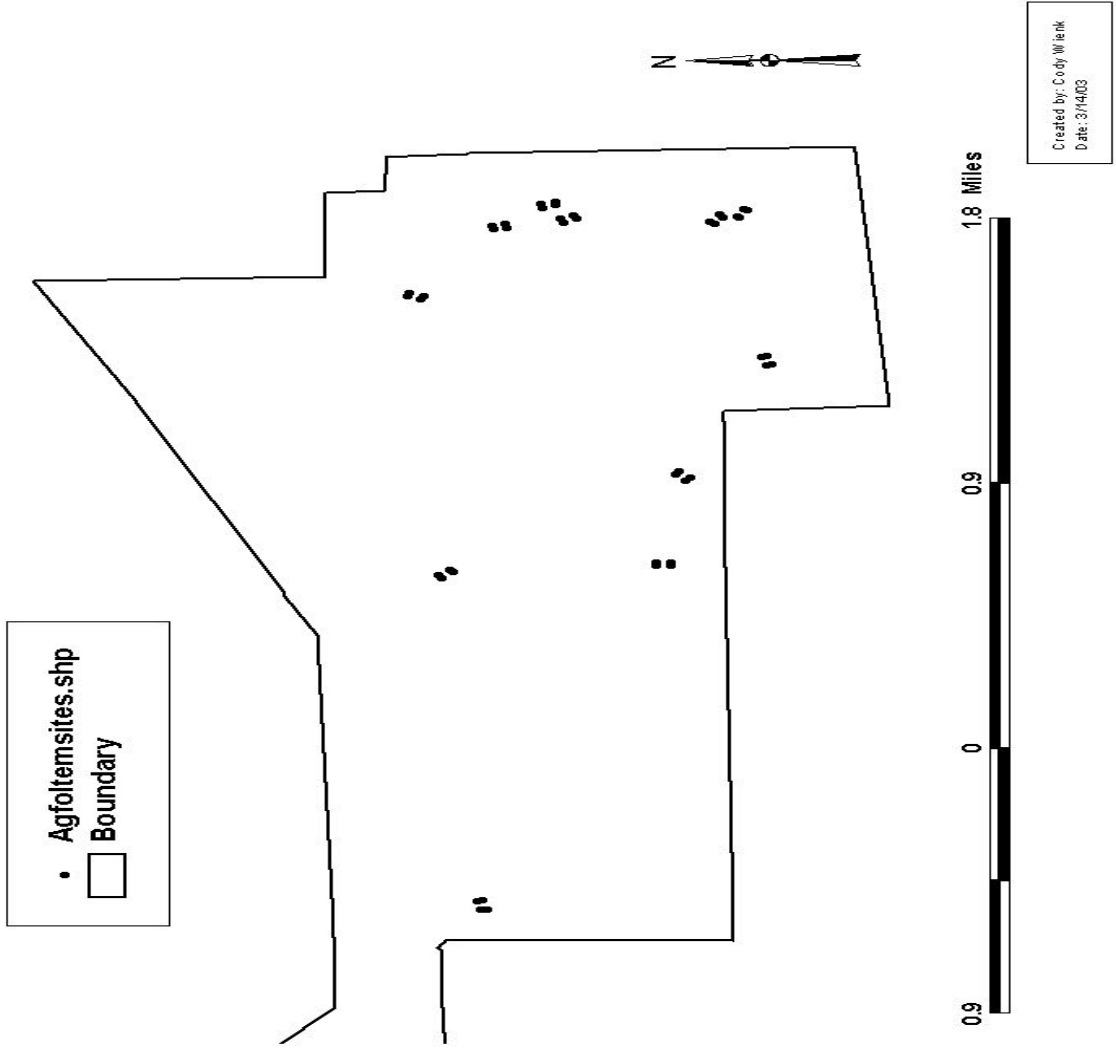 Agfoltemsites.shp
Boundary
N
0.9 0 0.9 1.8 Miles
Created by: Cody Wienk
Date: 3/14/03